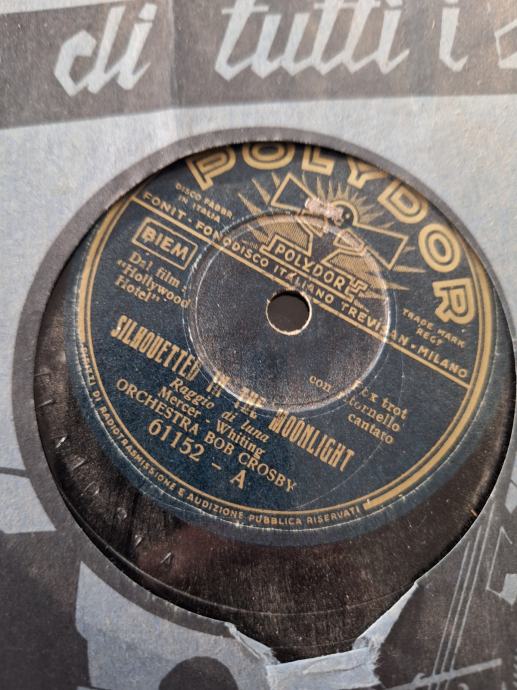 di tutti i
POLYDOR
DISCO FABBR.
IN ITALIA
POLYDOR
FONIT - FONODISCO ITALIANO TREVISAN - MILANO
TRADE MARK
REGT
BIEM
Dal film:
"Hollywood
Hotel"
Fox trot
con ritornello
cantato
SILHOUETTED IN THE MOONLIGHT
Raggio di luna
Mercer Whiting
ORCHESTRA BOB CROSBY
61152 - A
DI RADIOTRASMISSIONE E AUDIZIONE PUBBLICA RISERVATI